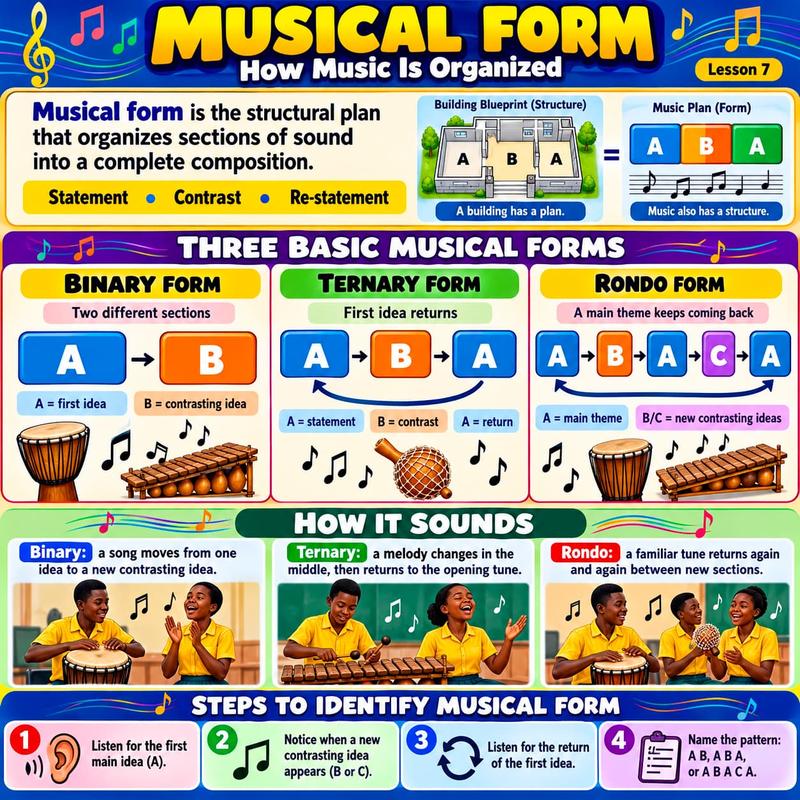 MUSICAL FORM
How Music Is Organized
Lesson 7
Musical form is the structural plan
that organizes sections of sound
into a complete composition.
Statement • Contrast • Re-statement
Building Blueprint (Structure)
A B A
A building has a plan.
=
Music Plan (Form)
A B A
Music also has a structure.
THREE BASIC MUSICAL FORMS
BINARY FORM
Two different sections
A B
A = first idea
B = contrasting idea
TERNARY FORM
First idea returns
A B A
A = statement
B = contrast
A = return
RONDO FORM
A main theme keeps coming back
A B A C A
A = main theme
B/C = new contrasting ideas
HOW IT SOUNDS
Binary: a song moves from one
idea to a new contrasting idea.
Ternary: a melody changes in the
middle, then returns to the opening tune.
Rondo: a familiar tune returns again
and again between new sections.
STEPS TO IDENTIFY MUSICAL FORM
1
Listen for the first
main idea (A).
2
Notice when a new
contrasting idea
appears (B or C).
3
Listen for the return
of the first idea.
4
Name the pattern:
A B, A B A,
or A B A C A.